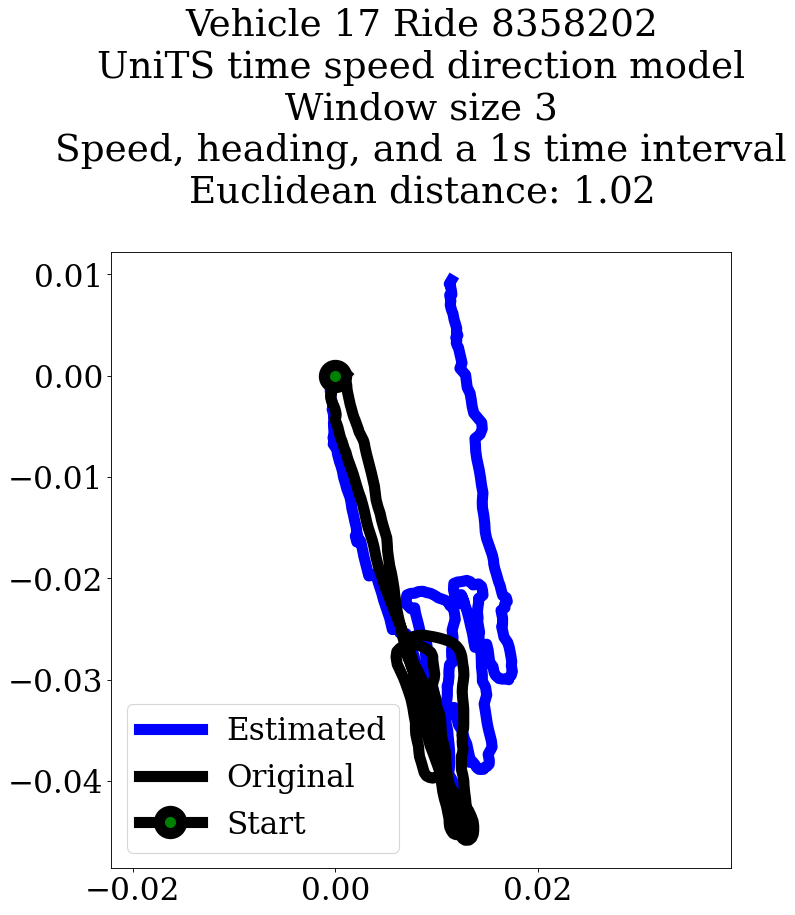 Vehicle 17 Ride 8358202
UniTS time speed direction model
Window size 3
Speed, heading, and a 1s time interval
Euclidean distance: 1.02
0.01
0.00
−0.01
−0.02
−0.03
−0.04
Estimated
Original
Start
−0.02
0.00
0.02